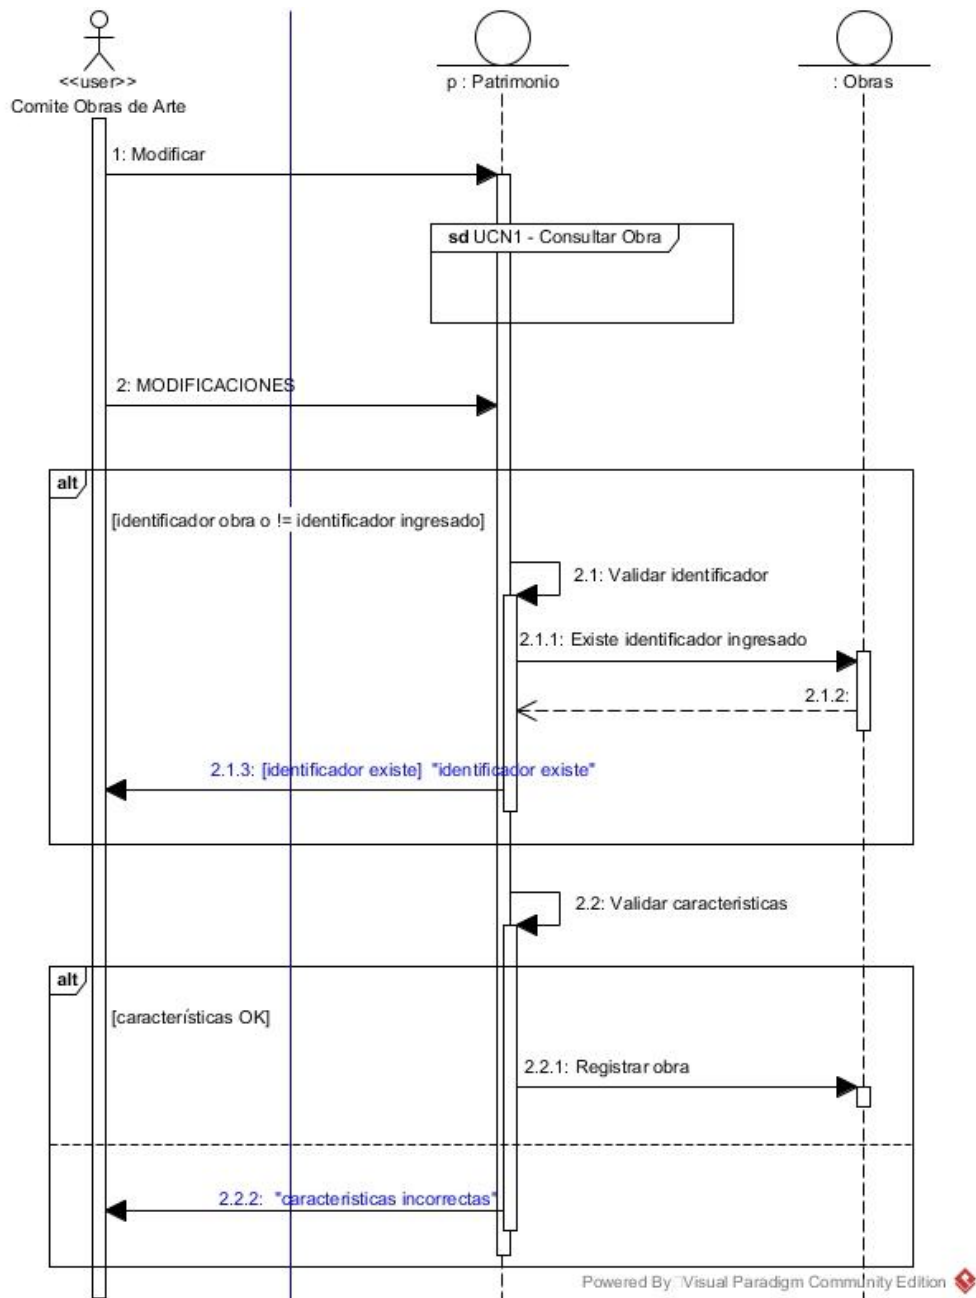 <<user>>
Comite Obras de Arte
p : Patrimonio
: Obras
1: Modificar
sd UCN1 - Consultar Obra
2: MODIFICACIONES
alt
[identificador obra o != identificador ingresado]
2.1: Validar identificador
2.1.1: Existe identificador ingresado
2.1.2:
2.1.3: [identificador existe] "identificador existe"
2.2: Validar caracteristicas
alt
[características OK]
2.2.1: Registrar obra
2.2.2: "caracteristicas incorrectas"
Powered By Visual Paradigm Community Edition